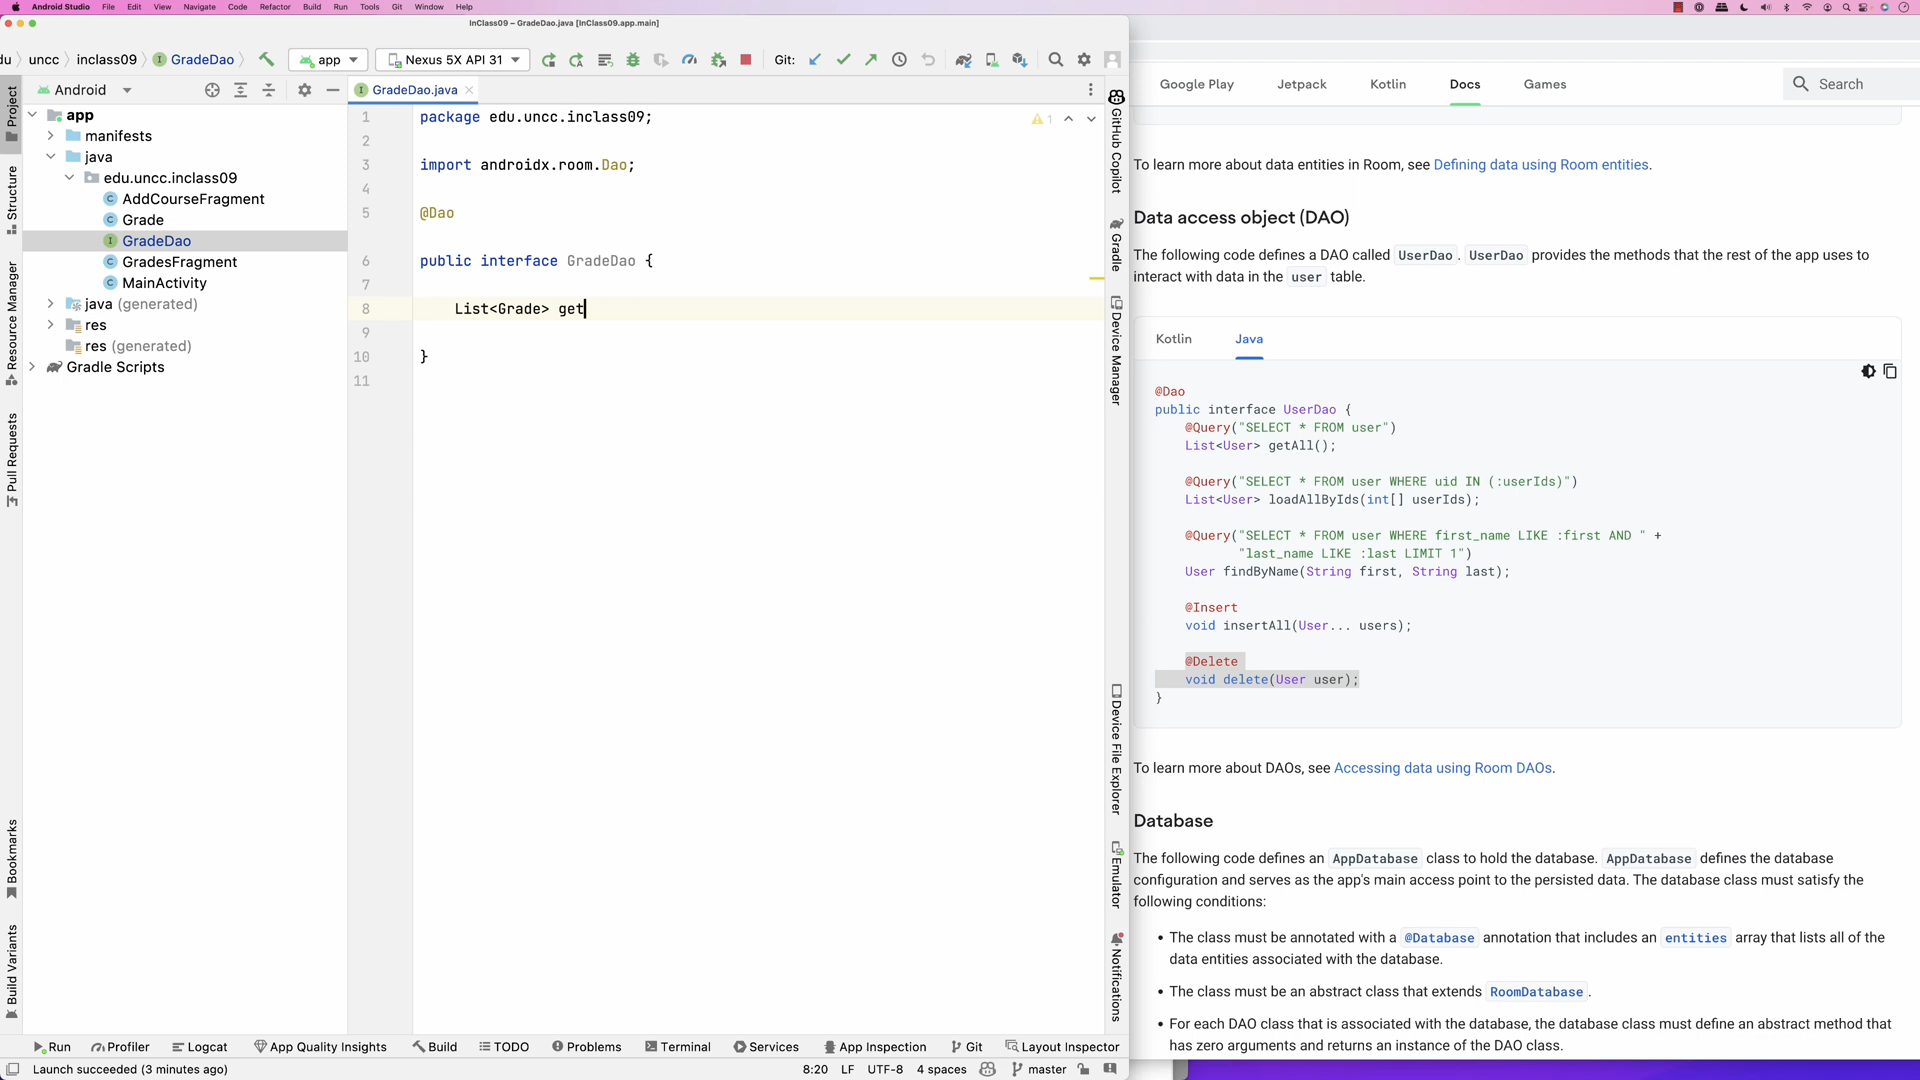 Android Studio File Edit View Navigate Code Refactor Build Run Tools Git Window Help
InClass09 – GradeDao.java [InClass09.app.main]
du uncc inclass09 GradeDao app Nexus 5X API 31 Git:
Project
Android
GradeDao.java
app
manifests
java
edu.uncc.inclass09
AddCourseFragment
Grade
GradeDao
GradesFragment
MainActivity
java (generated)
res
res (generated)
Gradle Scripts
Structure
Resource Manager
Pull Requests
Bookmarks
Build Variants
1 package edu.uncc.inclass09;
2
3 import androidx.room.Dao;
4
5 @Dao
6 public interface GradeDao {
7
8 List<Grade> get
9
10 }
11
1
GitHub Copilot
Gradle
Device Manager
Device File Explorer
Emulator
Notifications
Run Profiler Logcat App Quality Insights Build TODO Problems Terminal Services App Inspection Git Layout Inspector
Launch succeeded (3 minutes ago) 8:20 LF UTF-8 4 spaces master
Google Play Jetpack Kotlin Docs Games Search
To learn more about data entities in Room, see Defining data using Room entities.
Data access object (DAO)
The following code defines a DAO called UserDao. UserDao provides the methods that the rest of the app uses to
interact with data in the user table.
Kotlin Java
@Dao
public interface UserDao {
@Query("SELECT * FROM user")
List<User> getAll();
@Query("SELECT * FROM user WHERE uid IN (:userIds)")
List<User> loadAllByIds(int[] userIds);
@Query("SELECT * FROM user WHERE first_name LIKE :first AND " +
"last_name LIKE :last LIMIT 1")
User findByName(String first, String last);
@Insert
void insertAll(User... users);
@Delete
void delete(User user);
}
To learn more about DAOs, see Accessing data using Room DAOs.
Database
The following code defines an AppDatabase class to hold the database. AppDatabase defines the database
configuration and serves as the app's main access point to the persisted data. The database class must satisfy the
following conditions:
• The class must be annotated with a @Database annotation that includes an entities array that lists all of the
data entities associated with the database.
• The class must be an abstract class that extends RoomDatabase.
• For each DAO class that is associated with the database, the database class must define an abstract method that
has zero arguments and returns an instance of the DAO class.